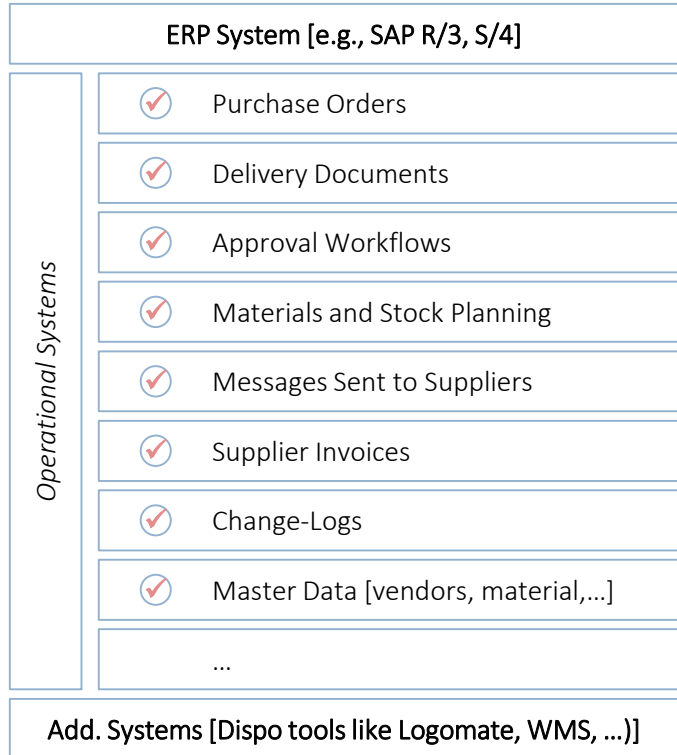 ERP System [e.g., SAP R/3, S/4]
Operational Systems
Purchase Orders
Delivery Documents
Approval Workflows
Materials and Stock Planning
Messages Sent to Suppliers
Supplier Invoices
Change-Logs
Master Data [vendors, material,...]
...
Add. Systems [Dispo tools like Logomate, WMS, ...)]